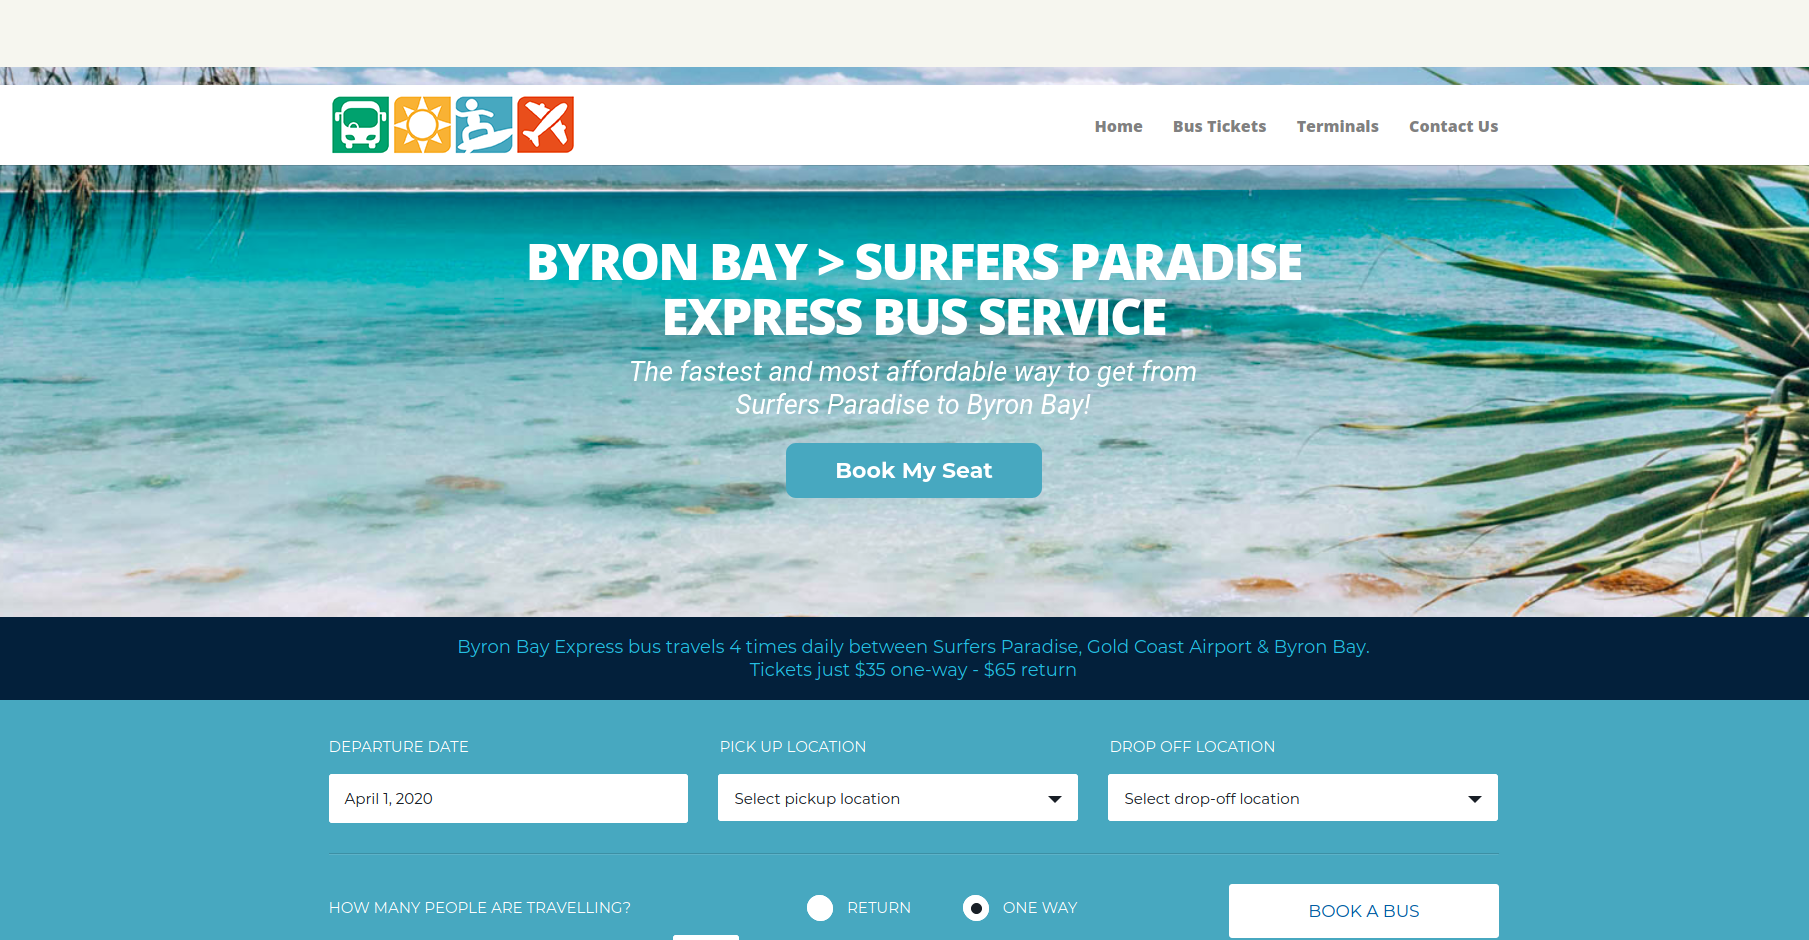 Home
Bus Tickets
Terminals
Contact Us
BYRON BAY > SURFERS PARADISE
EXPRESS BUS SERVICE
The fastest and most affordable way to get from
Surfers Paradise to Byron Bay!
Book My Seat
Byron Bay Express bus travels 4 times daily between Surfers Paradise, Gold Coast Airport & Byron Bay.
Tickets just $35 one-way - $65 return
DEPARTURE DATE
PICK UP LOCATION
DROP OFF LOCATION
April 1, 2020
Select pickup location
Select drop-off location
HOW MANY PEOPLE ARE TRAVELLING?
RETURN
ONE WAY
BOOK A BUS